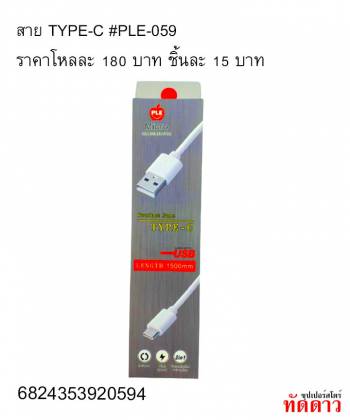 สาย TYPE-C #PLE-059
ราคาโหลละ 180 บาท ชิ้นละ 15 บาท
PLE
TYPE-C
USB
LENGTH 1500mm
3in1
6824353920594
ซุปเปอร์สโตร์
ทัดดาว